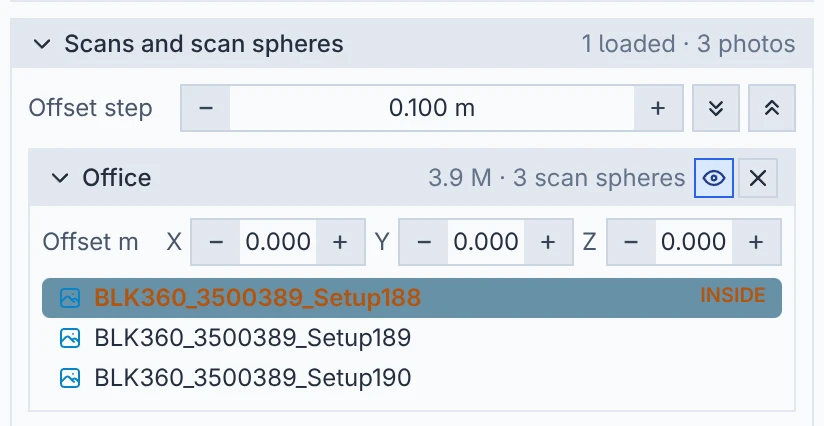 Scans and scan spheres 1 loaded · 3 photos
Offset step − 0.100 m +
Office 3.9 M · 3 scan spheres
Offset m X − 0.000 + Y − 0.000 + Z − 0.000 +
BLK360_3500389_Setup188 INSIDE
BLK360_3500389_Setup189
BLK360_3500389_Setup190